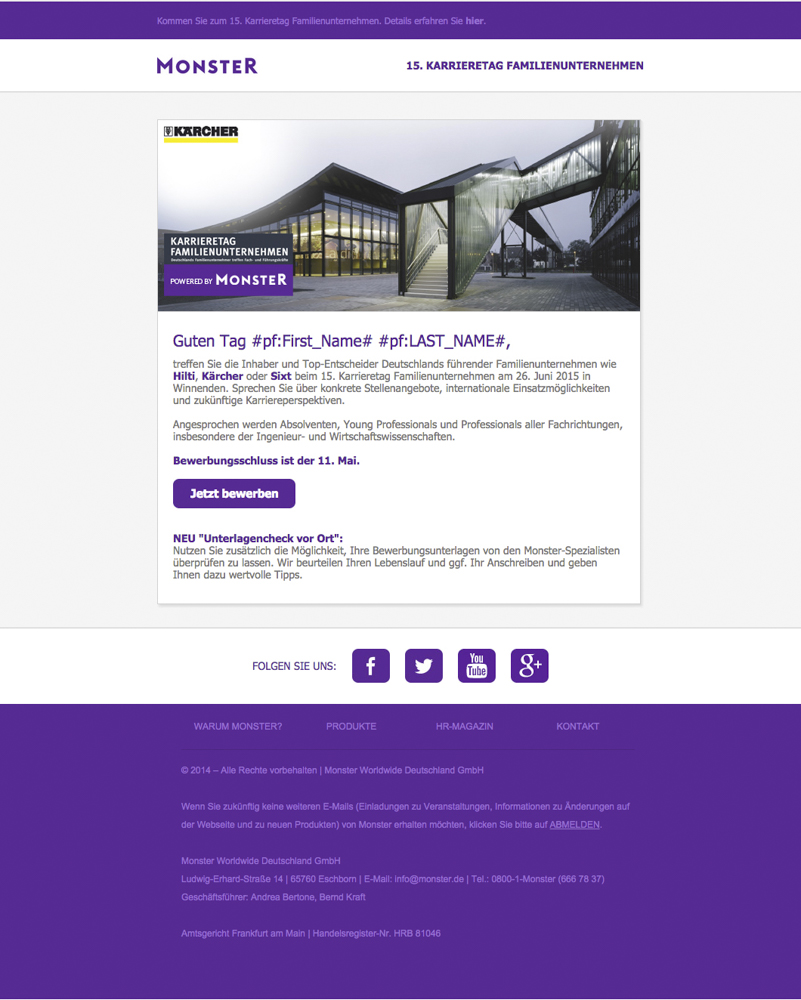 Kommen Sie zum 15. Karrieretag Familienunternehmen. Details erfahren Sie hier.
MONSTER
15. KARRIERETAG FAMILIENUNTERNEHMEN
KÄRCHER
KARRIERETAG
FAMILIENUNTERNEHMEN
Deutschlands Familienunternehmer treffen Fach- und Führungskräfte
POWERED BY MONSTER
Guten Tag #pf:First_Name# #pf:LAST_NAME#,
treffen Sie die Inhaber und Top-Entscheider Deutschlands führender Familienunternehmen wie
Hilti, Kärcher oder Sixt beim 15. Karrieretag Familienunternehmen am 26. Juni 2015 in
Winnenden. Sprechen Sie über konkrete Stellenangebote, internationale Einsatzmöglichkeiten
und zukünftige Karriereperspektiven.
Angesprochen werden Absolventen, Young Professionals und Professionals aller Fachrichtungen,
insbesondere der Ingenieur- und Wirtschaftswissenschaften.
Bewerbungsschluss ist der 11. Mai.
Jetzt bewerben
NEU "Unterlagencheck vor Ort":
Nutzen Sie zusätzlich die Möglichkeit, Ihre Bewerbungsunterlagen von den Monster-Spezialisten
überprüfen zu lassen. Wir beurteilen Ihren Lebenslauf und ggf. Ihr Anschreiben und geben
Ihnen dazu wertvolle Tipps.
FOLGEN SIE UNS:
f
You
Tube
g+
WARUM MONSTER? PRODUKTE HR-MAGAZIN KONTAKT
© 2014 – Alle Rechte vorbehalten | Monster Worldwide Deutschland GmbH
Wenn Sie zukünftig keine weiteren E-Mails (Einladungen zu Veranstaltungen, Informationen zu Änderungen auf
der Webseite und zu neuen Produkten) von Monster erhalten möchten, klicken Sie bitte auf ABMELDEN.
Monster Worldwide Deutschland GmbH
Ludwig-Erhard-Straße 14 | 65760 Eschborn | E-Mail: info@monster.de | Tel.: 0800-1-Monster (666 78 37)
Geschäftsführer: Andrea Bertone, Bernd Kraft
Amtsgericht Frankfurt am Main | Handelsregister-Nr. HRB 81046